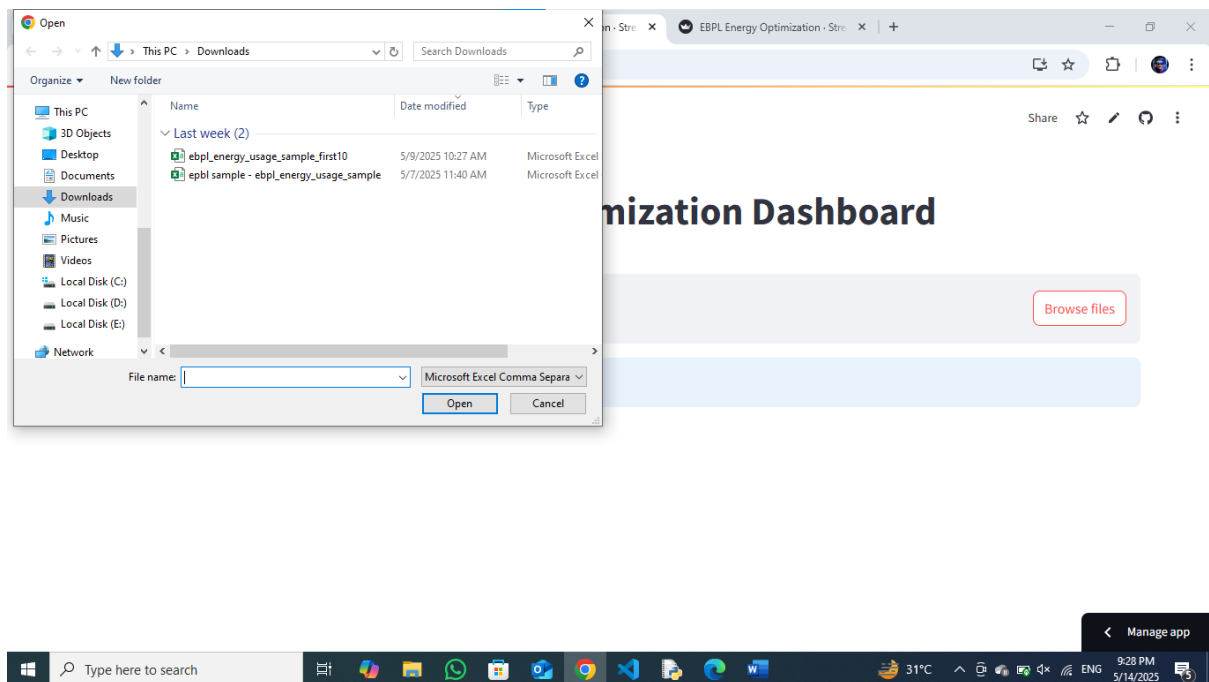 Open
n · Stre
EBPL Energy Optimization · Stre
This PC › Downloads
Search Downloads
Organize
New folder
Name
Date modified
Type
This PC
3D Objects
Desktop
Documents
Downloads
Music
Pictures
Videos
Local Disk (C:)
Local Disk (D:)
Local Disk (E:)
Network
Last week (2)
ebpl_energy_usage_sample_first10 5/9/2025 10:27 AM Microsoft Excel
epbl sample - ebpl_energy_usage_sample 5/7/2025 11:40 AM Microsoft Excel
File name:
Microsoft Excel Comma Separa
Open
Cancel
Share
mization Dashboard
Browse files
Manage app
Type here to search
31°C
ENG
9:28 PM
5/14/2025
5